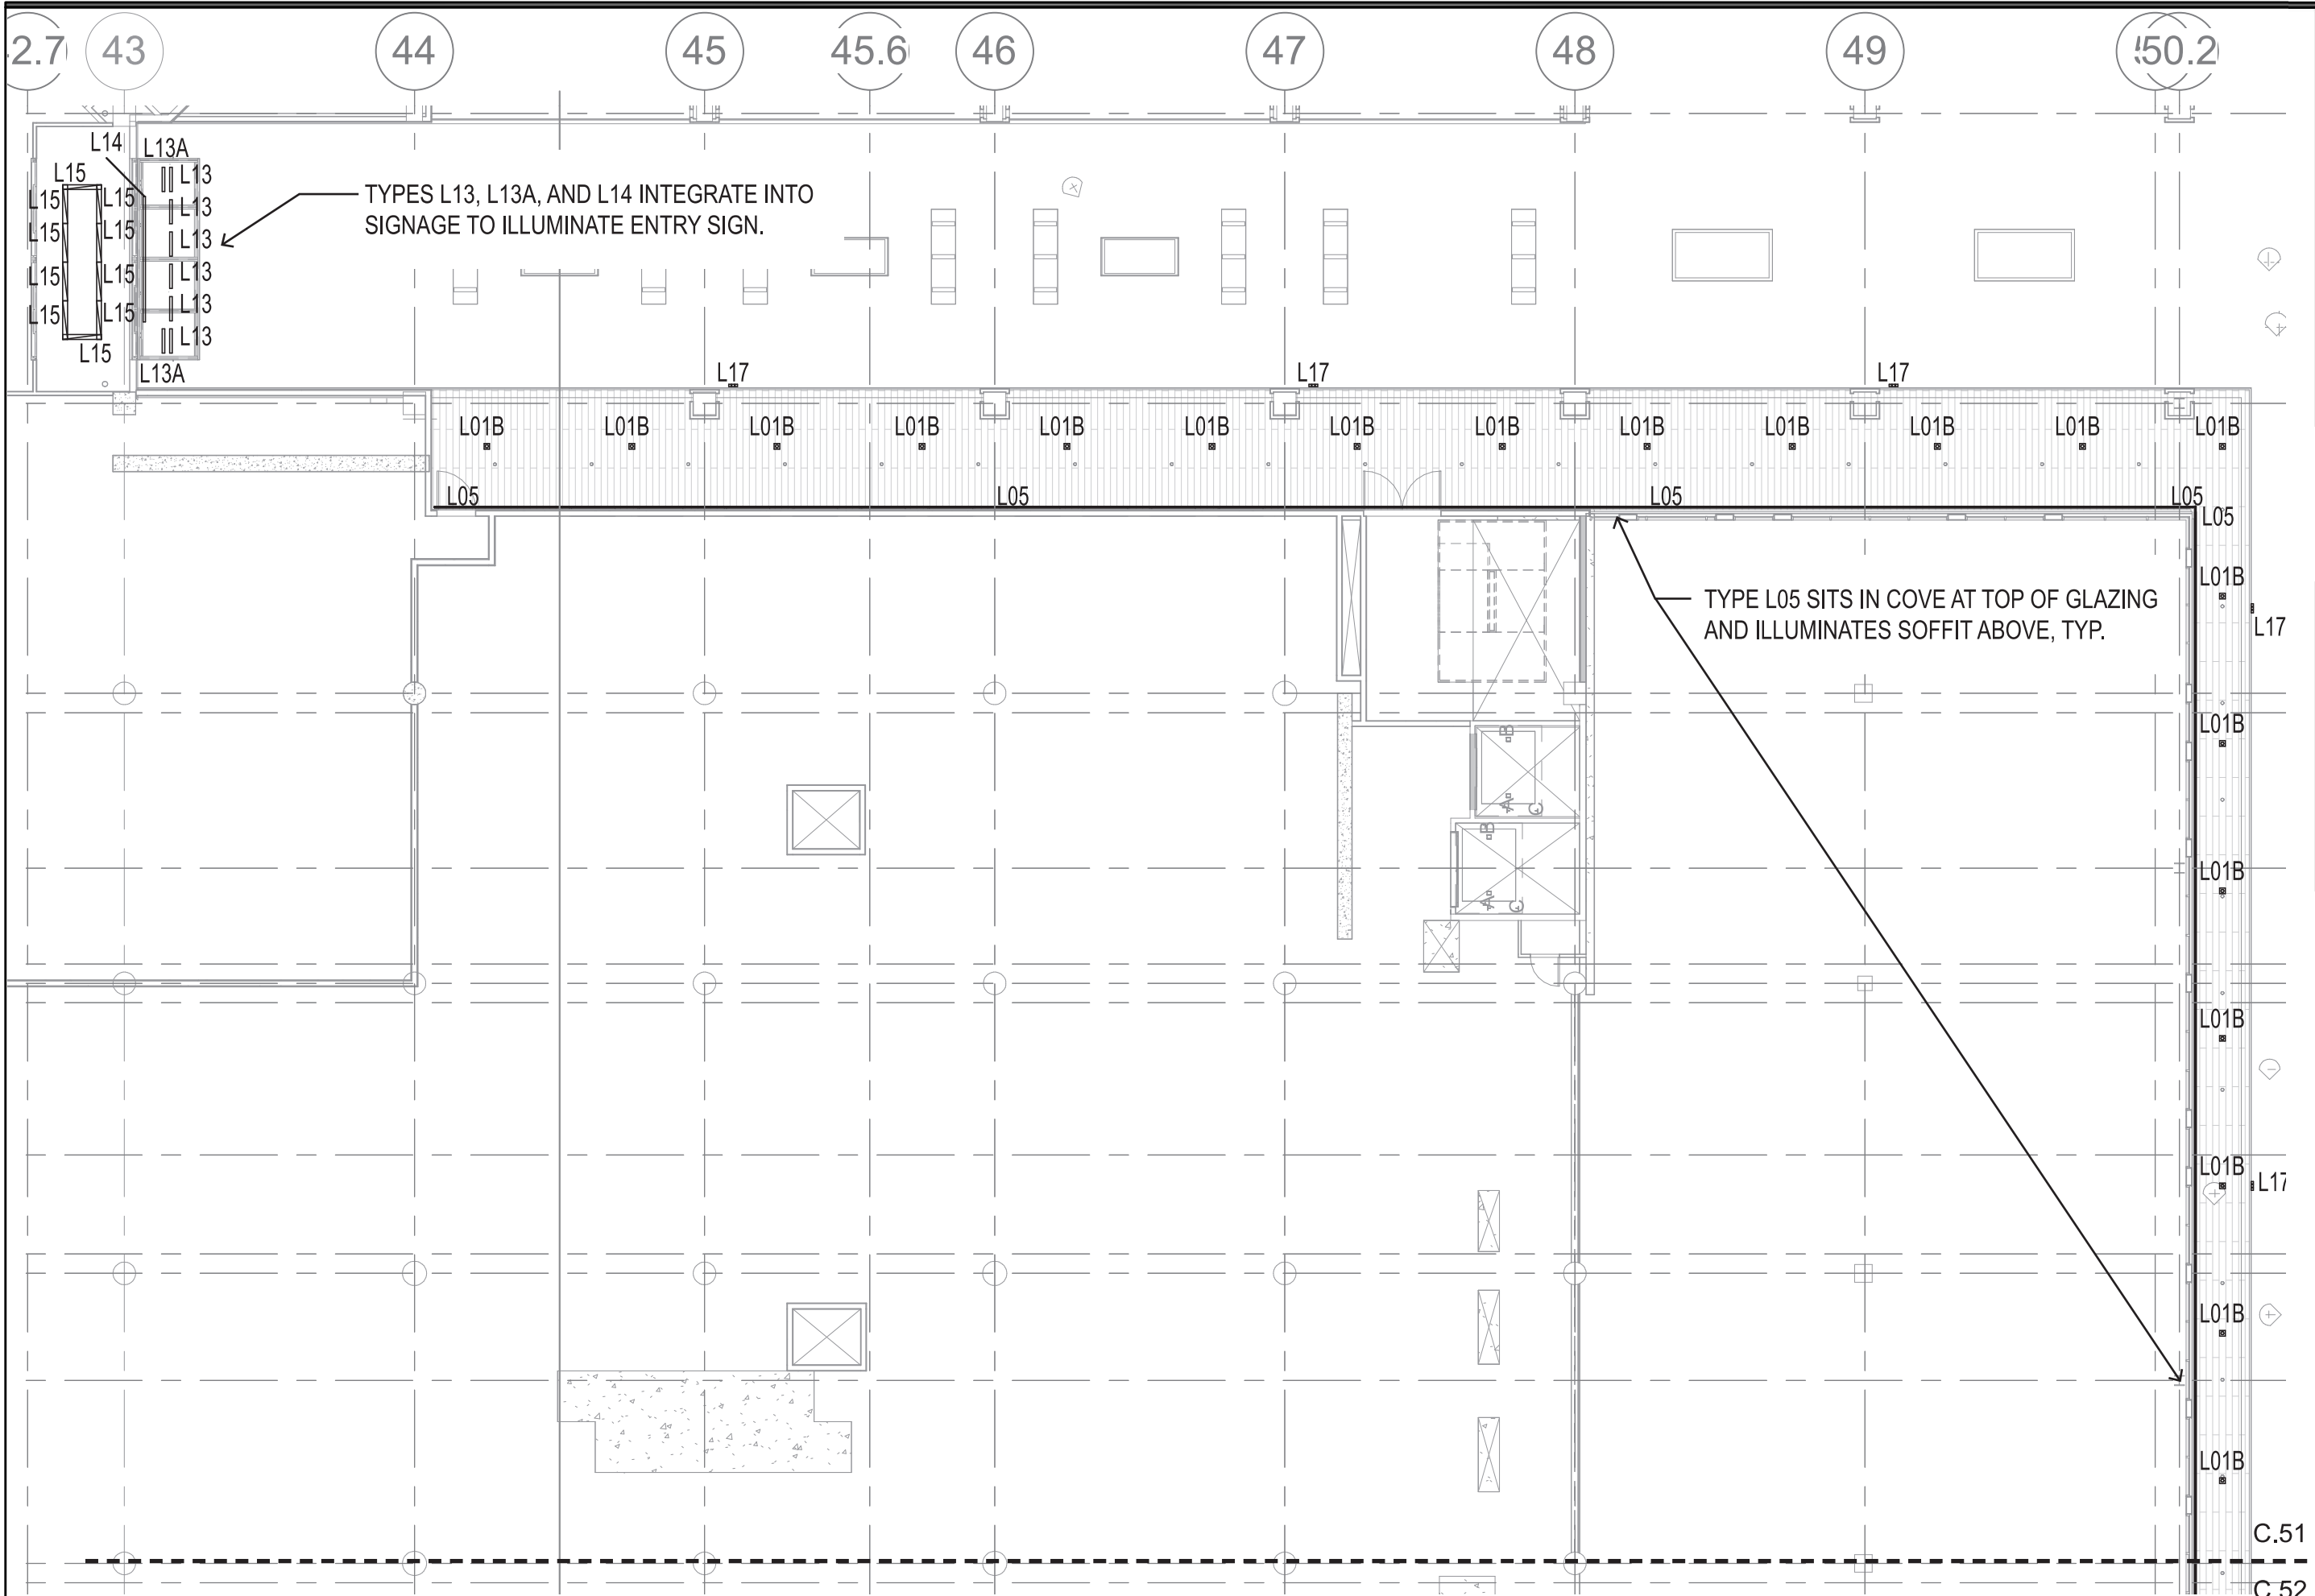 2.7 43 44 45 45.6 46 47 48 49 50.2
L14 L13A
L15 L13
L15 L15 L13
L15 L15 L13
L15 L15 L13
L15 L15 L13
L15 L13
L13A
TYPES L13, L13A, AND L14 INTEGRATE INTO
SIGNAGE TO ILLUMINATE ENTRY SIGN.
L17 L17 L17
L01B L01B L01B L01B L01B L01B L01B L01B L01B L01B L01B L01B L01B
L05 L05 L05 L05
L05
TYPE L05 SITS IN COVE AT TOP OF GLAZING
AND ILLUMINATES SOFFIT ABOVE, TYP.
L01B
L17
L01B
B
A C
B
A C
L01B
L01B
L01B
L17
L01B
L01B
C.51
C.52